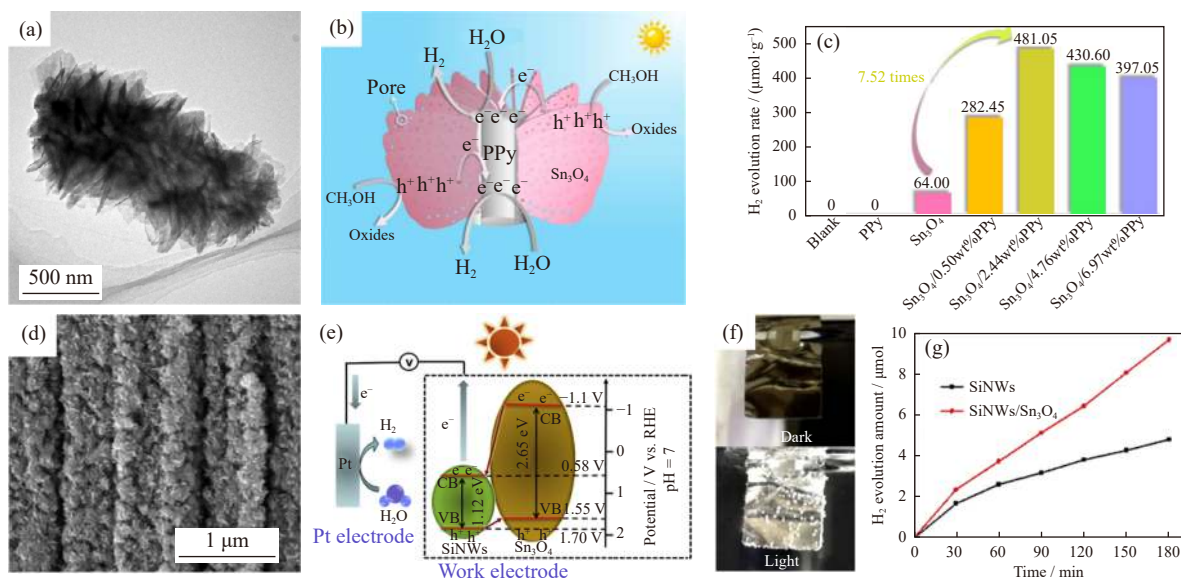 (a)
500 nm
(b)
H₂
H₂O
e⁻
CH₃OH
Pore
e⁻ e⁻ e⁻
h⁺ h⁺ h⁺
Oxides
e⁻
PPy
Sn₃O₄
h⁺ h⁺ h⁺
e⁻ e⁻ e⁻
CH₃OH
Oxides
H₂
H₂O
(c)
H₂ evolution rate / (μmol·g⁻¹)
500
400
300
200
100
0
7.52 times
0
0
64.00
282.45
481.05
430.60
397.05
Blank
PPy
Sn₃O₄
Sn₃O₄/0.50wt%PPy
Sn₃O₄/2.44wt%PPy
Sn₃O₄/4.76wt%PPy
Sn₃O₄/6.97wt%PPy
(d)
1 μm
(e)
V
e⁻
e⁻
Pt
H₂
H₂O
Pt electrode
e⁻ e⁻
CB
1.12 eV
VB
h⁺ h⁺
SiNWs
e⁻ e⁻
CB
2.65 eV
VB
h⁺ h⁺
Sn₃O₄
Work electrode
−1.1 V
0.58 V
1.55 V
1.70 V
−1
0
1
2
Potential / V vs. RHE
pH = 7
(f)
Dark
Light
(g)
H₂ evolution amount / μmol
10
8
6
4
2
0
SiNWs
SiNWs/Sn₃O₄
0 30 60 90 120 150 180
Time / min